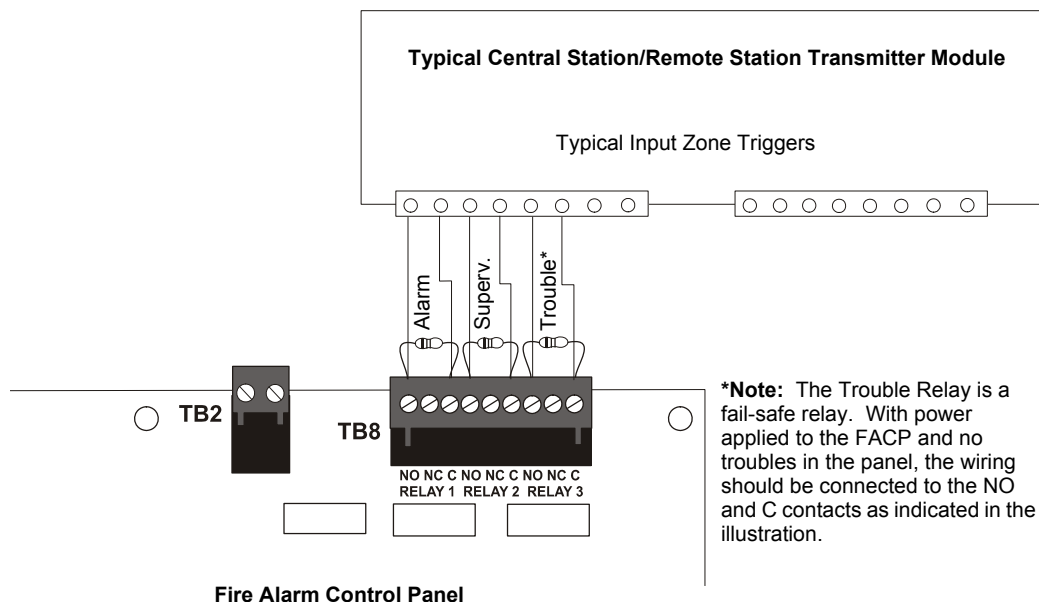 Typical Central Station/Remote Station Transmitter Module
Typical Input Zone Triggers
Alarm
Superv.
Trouble*
TB2
TB8
NO NC C NO NC C NO NC C
RELAY 1 RELAY 2 RELAY 3
*Note: The Trouble Relay is a
fail-safe relay. With power
applied to the FACP and no
troubles in the panel, the wiring
should be connected to the NO
and C contacts as indicated in the
illustration.
Fire Alarm Control Panel